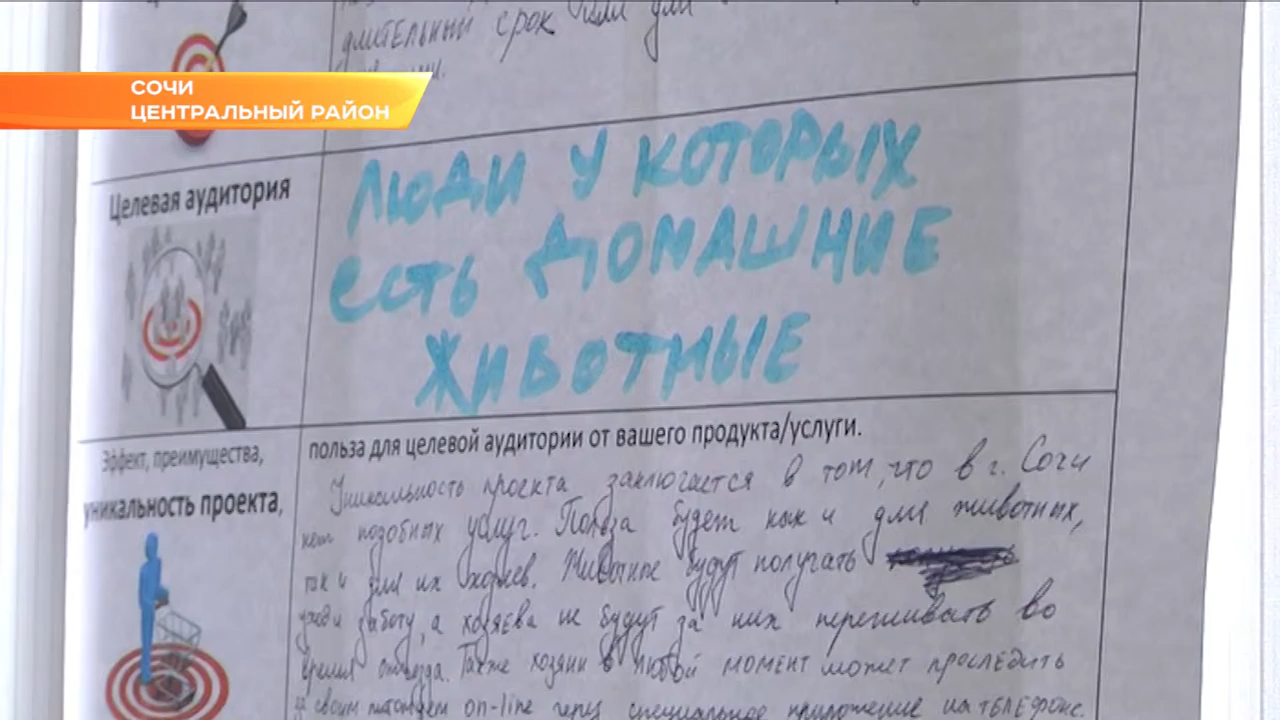 длительный срок или для
СОЧИ
ЦЕНТРАЛЬНЫЙ РАЙОН
Целевая аудитория
Люди у которых
есть домашние
животные
Эффект, преимущества,
уникальность проекта,
польза для целевой аудитории от вашего продукта/услуги.
Уникальность проекта заключается в том, что в г. Сочи
нет подобных услуг. Польза будет как и для животных,
так и для их хозяев. Животные будут получать
уход и заботу, а хозяева не будут за них переживать во
время отъезда. Также хозяин в любой момент может проследить
за своим питомцем on-line через специальное приложение на телефоне.